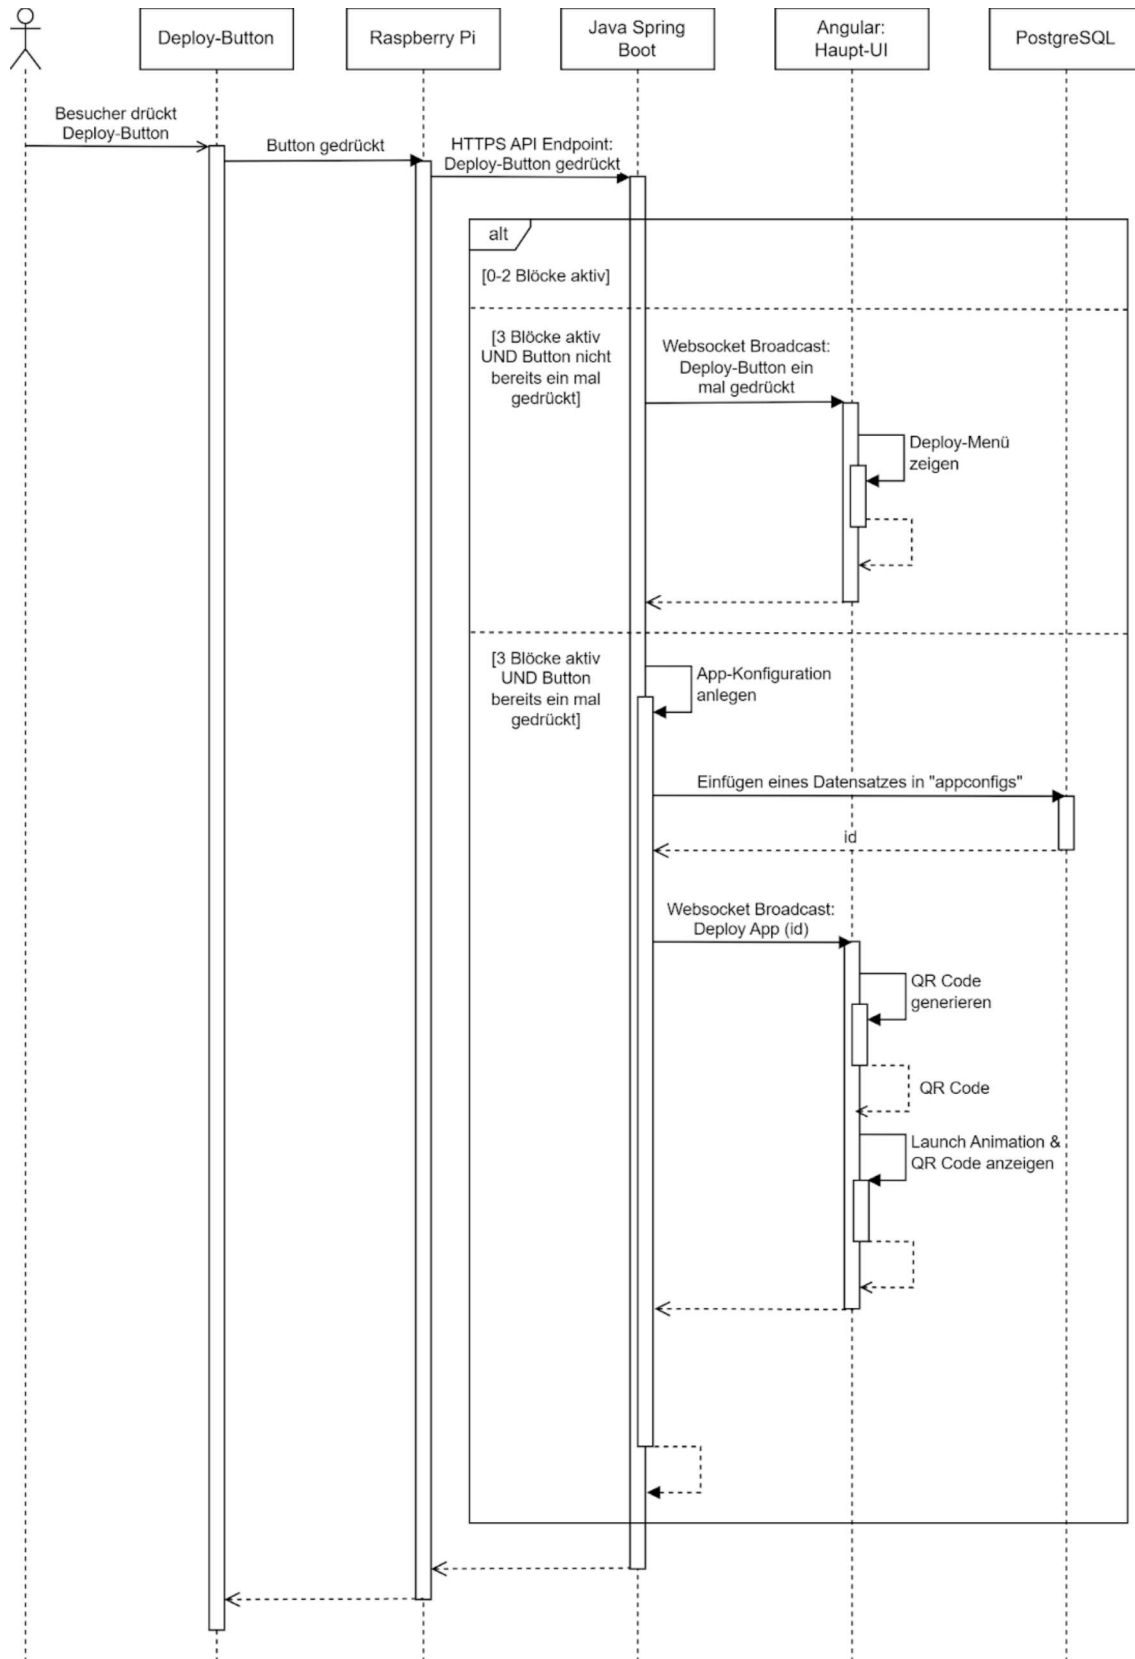 Deploy-Button
Raspberry Pi
Java Spring
Boot
Angular:
Haupt-UI
PostgreSQL
Besucher drückt
Deploy-Button
Button gedrückt
HTTPS API Endpoint:
Deploy-Button gedrückt
alt
[0-2 Blöcke aktiv]
[3 Blöcke aktiv
UND Button nicht
bereits ein mal
gedrückt]
Websocket Broadcast:
Deploy-Button ein
mal gedrückt
Deploy-Menü
zeigen
[3 Blöcke aktiv
UND Button
bereits ein mal
gedrückt]
App-Konfiguration
anlegen
Einfügen eines Datensatzes in "appconfigs"
id
Websocket Broadcast:
Deploy App (id)
QR Code
generieren
QR Code
Launch Animation &
QR Code anzeigen